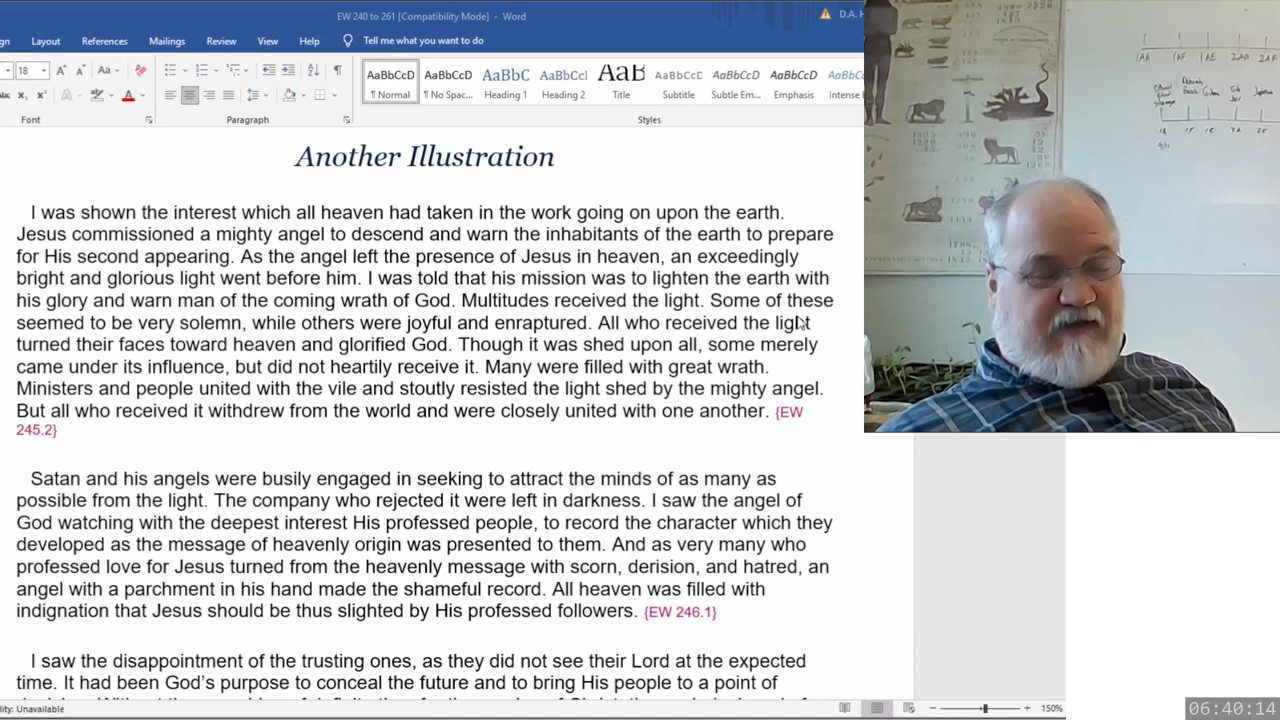 EW 240 to 261 [Compatibility Mode] - Word
D.A. H
gn Layout References Mailings Review View Help Tell me what you want to do
18 Aa
AaBbCcD AaBbCcD AaBbC AaBbCcI AaB AaBbCcD AaBbCcD AaBbCcD AaBbC
¶ Normal ¶ No Spac... Heading 1 Heading 2 Title Subtitle Subtle Em... Emphasis Intense
Font Paragraph Styles
Another Illustration
I was shown the interest which all heaven had taken in the work going on upon the earth.
Jesus commissioned a mighty angel to descend and warn the inhabitants of the earth to prepare
for His second appearing. As the angel left the presence of Jesus in heaven, an exceedingly
bright and glorious light went before him. I was told that his mission was to lighten the earth with
his glory and warn man of the coming wrath of God. Multitudes received the light. Some of these
seemed to be very solemn, while others were joyful and enraptured. All who received the light
turned their faces toward heaven and glorified God. Though it was shed upon all, some merely
came under its influence, but did not heartily receive it. Many were filled with great wrath.
Ministers and people united with the vile and stoutly resisted the light shed by the mighty angel.
But all who received it withdrew from the world and were closely united with one another. {EW
245.2}
Satan and his angels were busily engaged in seeking to attract the minds of as many as
possible from the light. The company who rejected it were left in darkness. I saw the angel of
God watching with the deepest interest His professed people, to record the character which they
developed as the message of heavenly origin was presented to them. And as very many who
professed love for Jesus turned from the heavenly message with scorn, derision, and hatred, an
angel with a parchment in his hand made the shameful record. All heaven was filled with
indignation that Jesus should be thus slighted by His professed followers. {EW 246.1}
I saw the disappointment of the trusting ones, as they did not see their Lord at the expected
time. It had been God's purpose to conceal the future and to bring His people to a point of
lity: Unavailable
150%
06:40:14